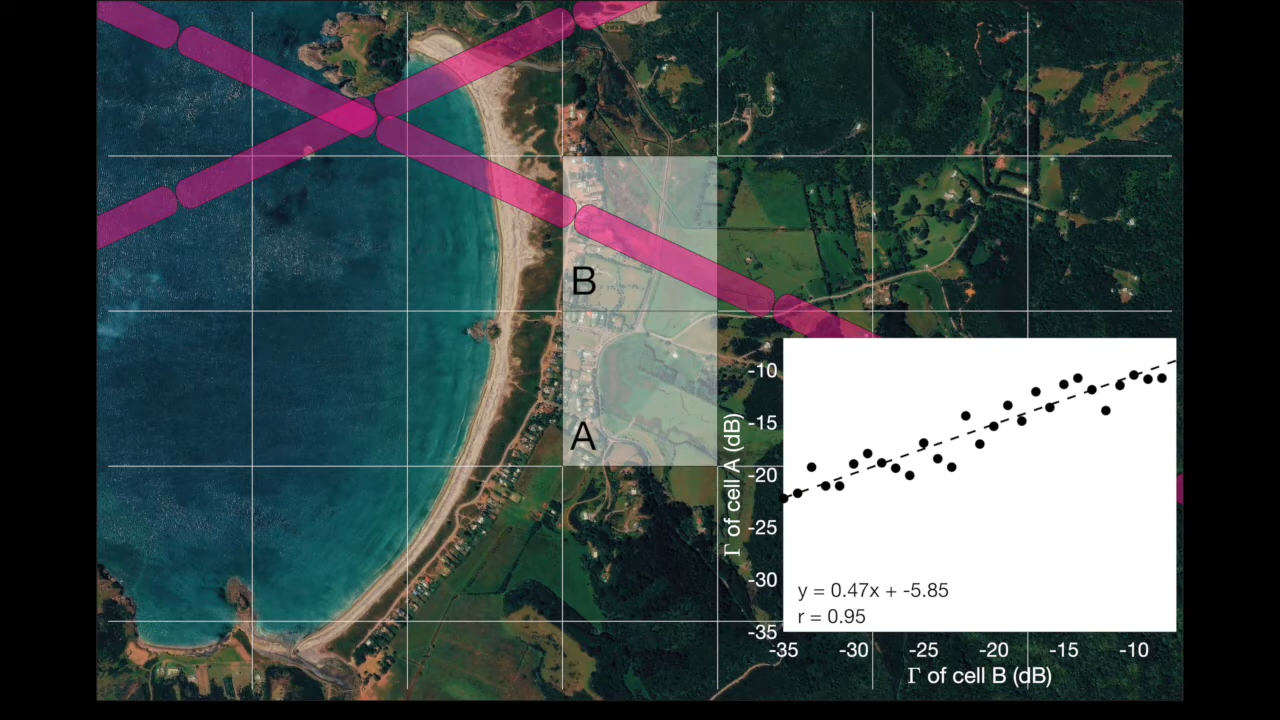 B
A
-10
-15
-20
-25
-30
-35
Γ of cell A (dB)
y = 0.47x + -5.85
r = 0.95
-35 -30 -25 -20 -15 -10
Γ of cell B (dB)